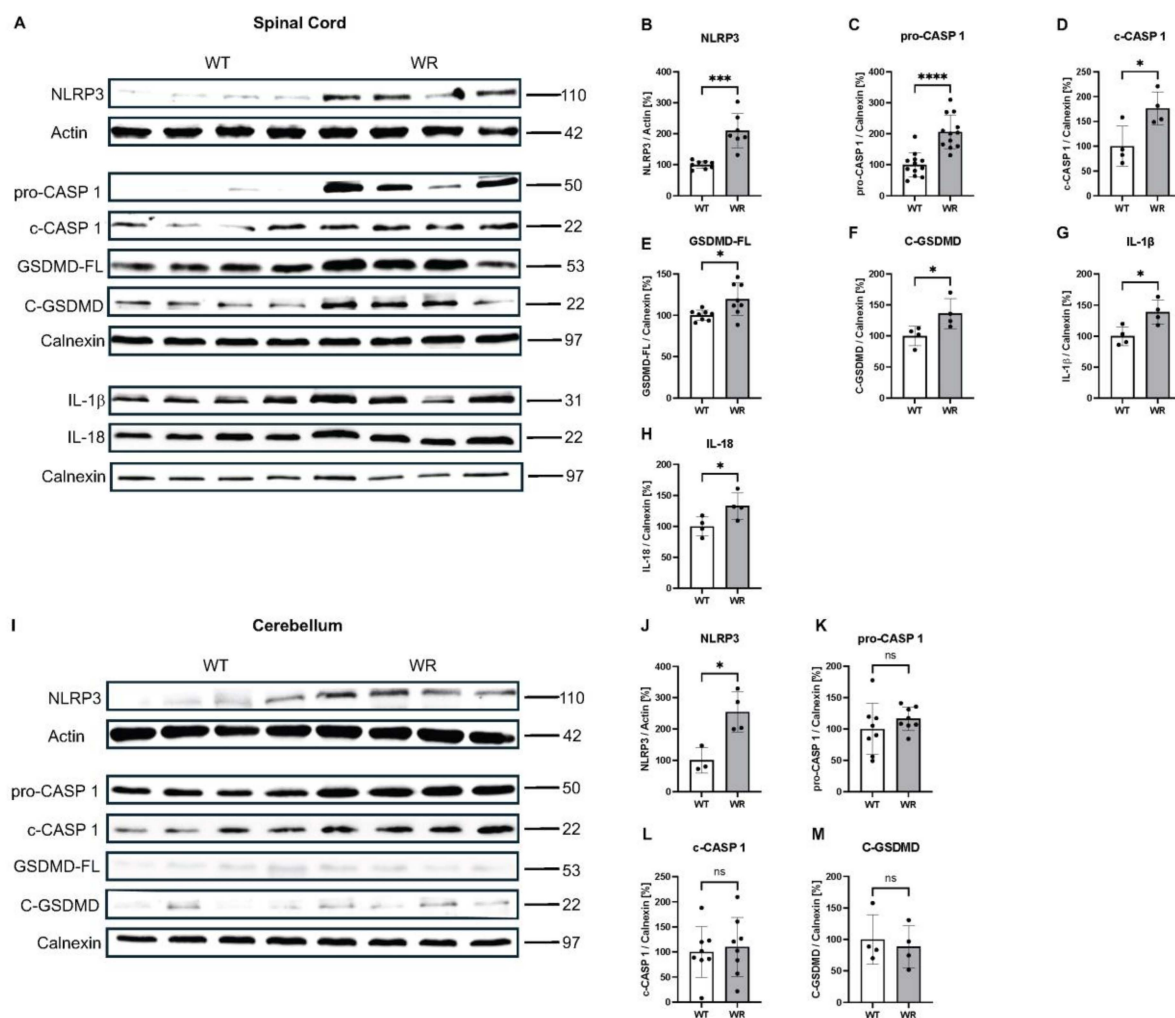 A
Spinal Cord
WT WR
NLRP3 110
Actin 42
pro-CASP 1 50
c-CASP 1 22
GSDMD-FL 53
C-GSDMD 22
Calnexin 97
IL-1β 31
IL-18 22
Calnexin 97
B
NLRP3
NLRP3 / Actin [%]
400
300
200
100
0
***
WT WR
C
pro-CASP 1
pro-CASP 1 / Calnexin [%]
400
300
200
100
0
****
WT WR
D
c-CASP 1
c-CASP 1 / Calnexin [%]
250
200
150
100
50
0
*
WT WR
E
GSDMD-FL
GSDMD-FL / Calnexin [%]
200
150
100
50
0
*
WT WR
F
C-GSDMD
C-GSDMD / Calnexin [%]
200
150
100
50
0
*
WT WR
G
IL-1β
IL-1β / Calnexin [%]
200
150
100
50
0
*
WT WR
H
IL-18
IL-18 / Calnexin [%]
200
150
100
50
0
*
WT WR
I
Cerebellum
WT WR
NLRP3 110
Actin 42
pro-CASP 1 50
c-CASP 1 22
GSDMD-FL 53
C-GSDMD 22
Calnexin 97
J
NLRP3
NLRP3 / Actin [%]
400
300
200
100
0
*
WT WR
K
pro-CASP 1
pro-CASP 1 / Calnexin [%]
200
150
100
50
0
ns
WT WR
L
c-CASP 1
c-CASP 1 / Calnexin [%]
250
200
150
100
50
0
ns
WT WR
M
C-GSDMD
C-GSDMD / Calnexin [%]
200
150
100
50
0
ns
WT WR